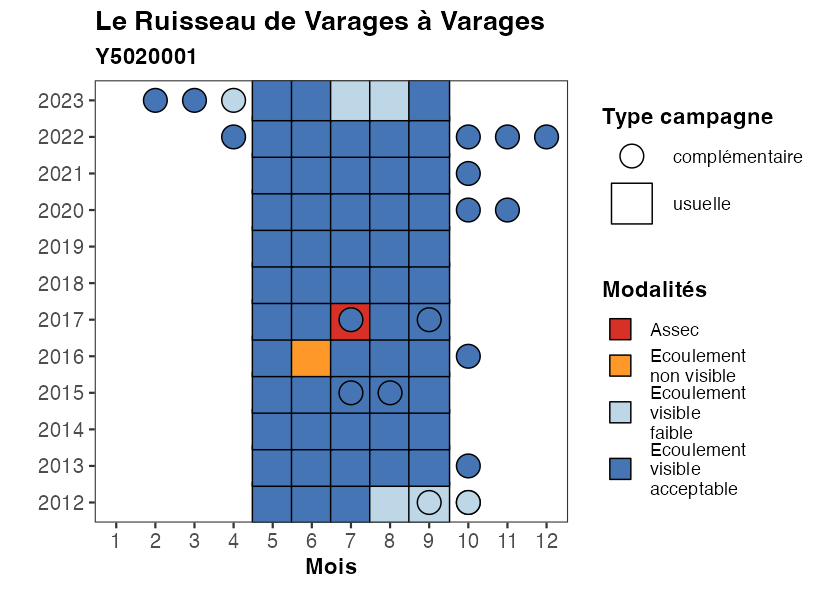 Le Ruisseau de Varages à Varages
Y5020001
2023
2022
2021
2020
2019
2018
2017
2016
2015
2014
2013
2012
1 2 3 4 5 6 7 8 9 10 11 12
Mois
Type campagne
complémentaire
usuelle
Modalités
Assec
Ecoulement
non visible
Ecoulement
visible
faible
Ecoulement
visible
acceptable